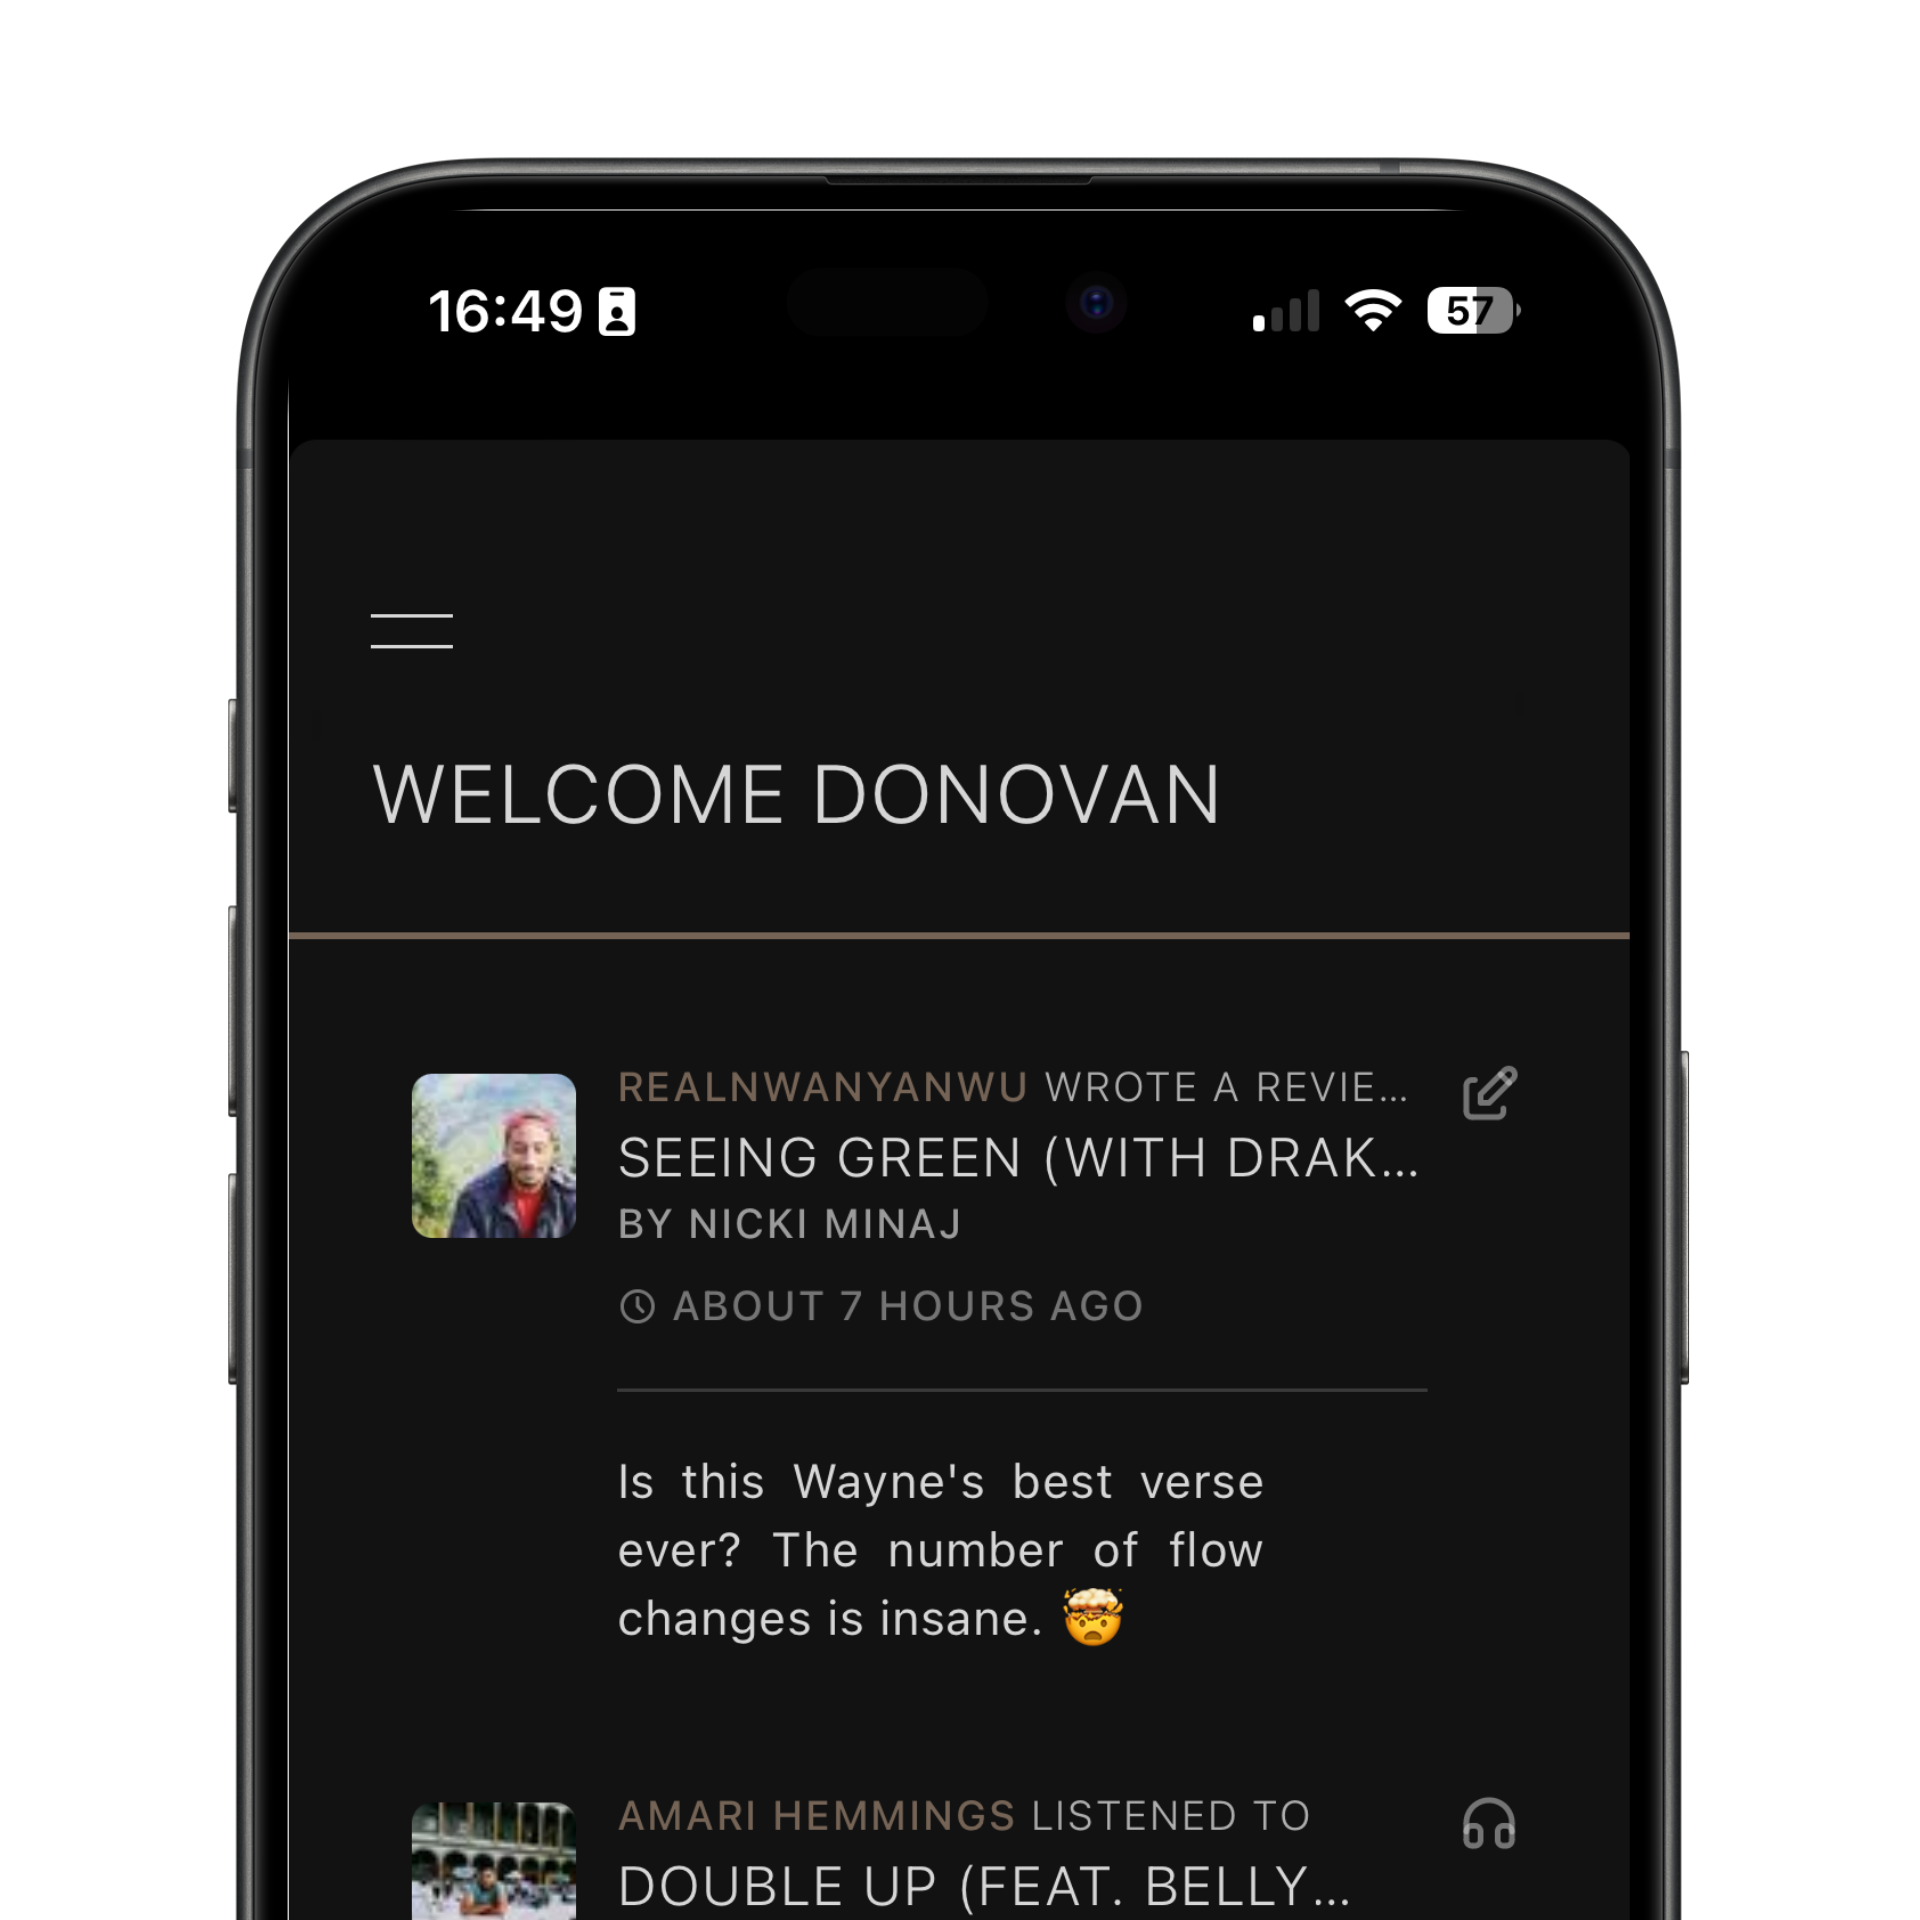 16:49
57
WELCOME DONOVAN
REALNWANYANWU WROTE A REVIE...
SEEING GREEN (WITH DRAK...
BY NICKI MINAJ
ABOUT 7 HOURS AGO
Is this Wayne's best verse
ever? The number of flow
changes is insane. 🤯
AMARI HEMMINGS LISTENED TO
DOUBLE UP (FEAT. BELLY...